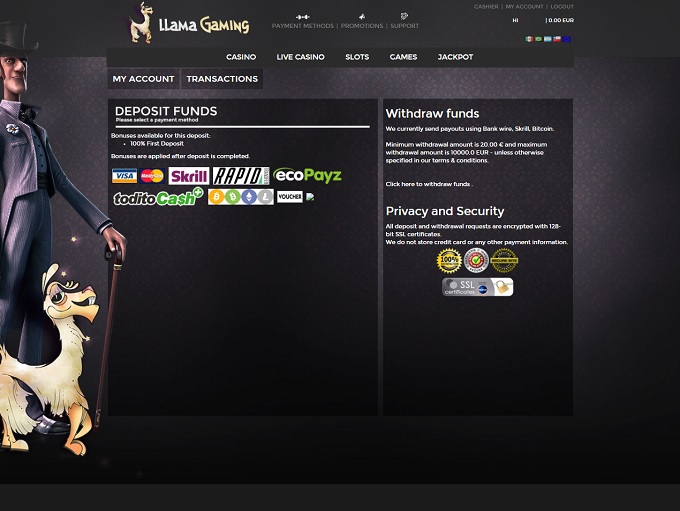 CASHIER | MY ACCOUNT | LOGOUT
LLAMA GAMING
PAYMENT METHODS | PROMOTIONS | SUPPORT
HI | 0.00 EUR
CASINO LIVE CASINO SLOTS GAMES JACKPOT
MY ACCOUNT TRANSACTIONS
DEPOSIT FUNDS
Please select a payment method
Bonuses available for this deposit:
• 100% First Deposit
Bonuses are applied after deposit is completed.
VISA MasterCard Skrill RAPID ecoPayz
toditoCash+ VOUCHER
Withdraw funds
We currently send payouts using Bank wire, Skrill, Bitcoin.
Minimum withdrawal amount is 20.00 € and maximum
withdrawal amount is 10000.0 EUR - unless otherwise
specified in our terms & conditions.
Click here to withdraw funds .
Privacy and Security
All deposit and withdrawal requests are encrypted with 128-
bit SSL certificates.
We do not store credit card or any other payment information.
100%
SSL
certificates